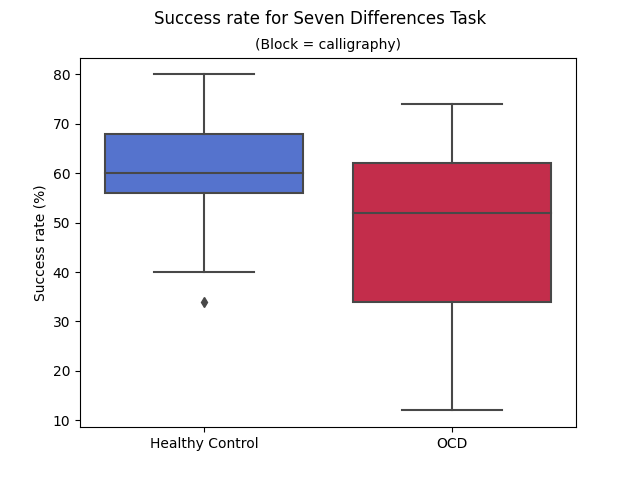 Success rate for Seven Differences Task
(Block = calligraphy)
Success rate (%)
80
70
60
50
40
30
20
10
Healthy Control
OCD